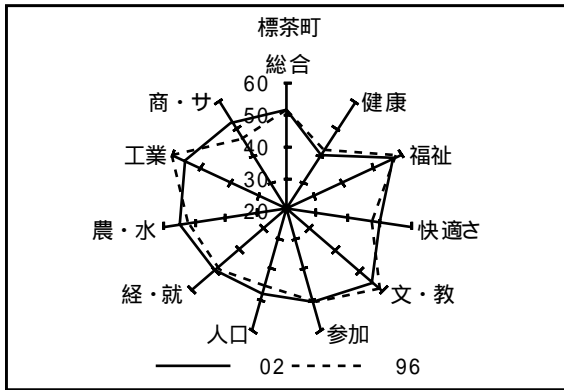 標茶町
総合
60
50
40
30
20
健康
福祉
快適さ
文・教
参加
人口
経・就
農・水
工業
商・サ
02
96